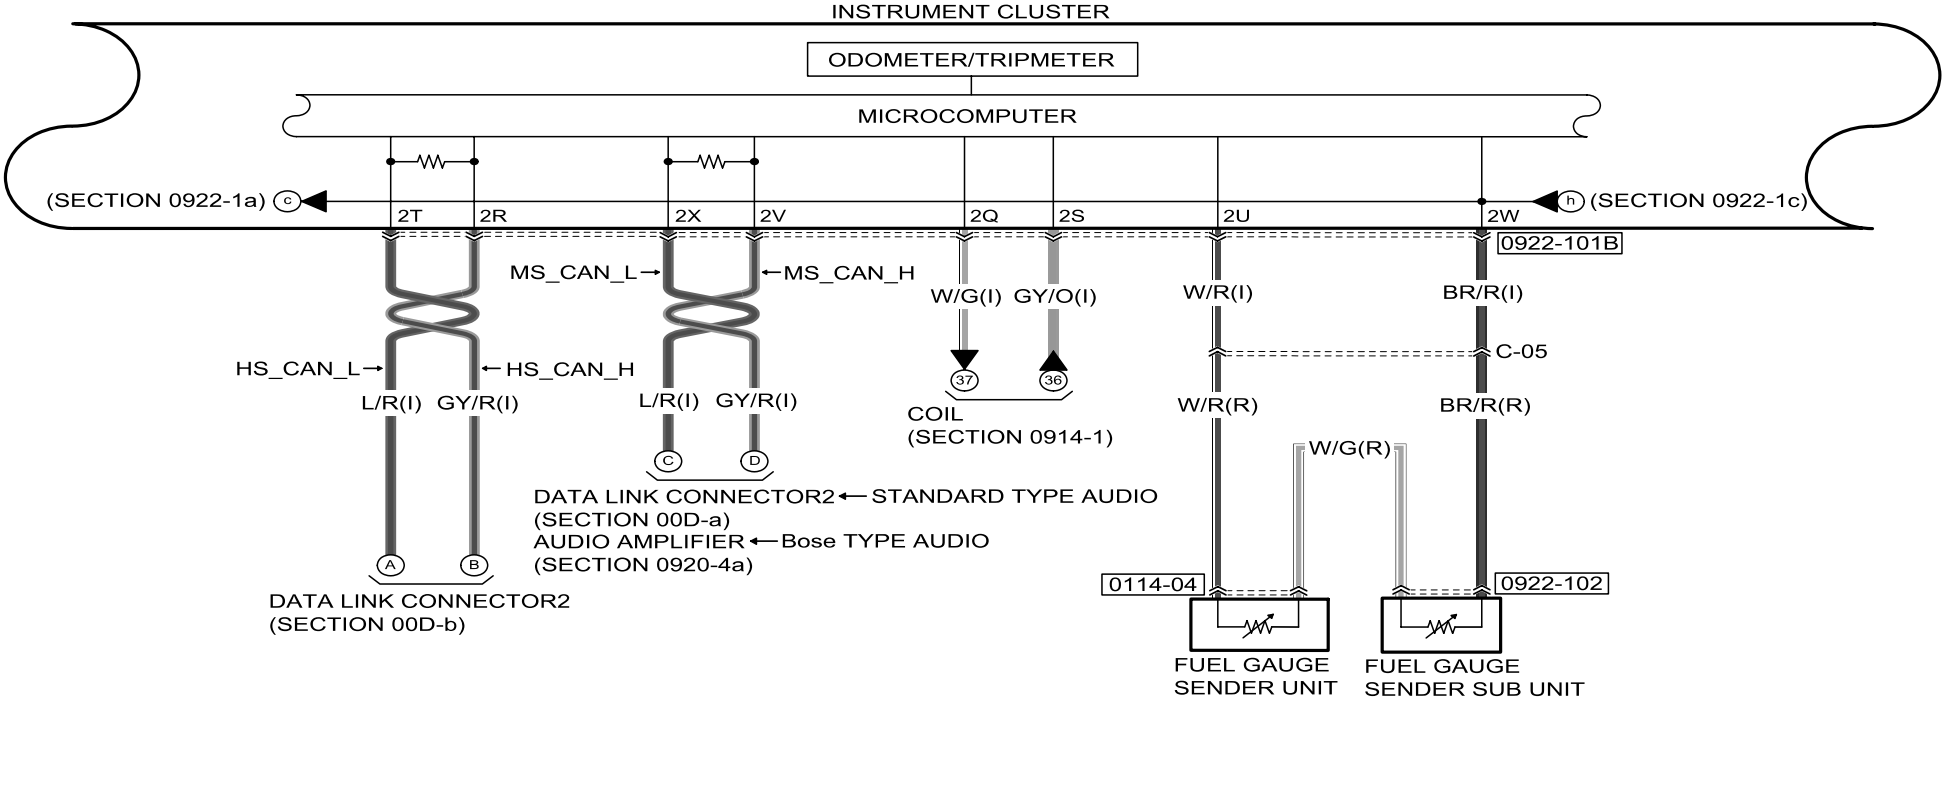 INSTRUMENT CLUSTER
ODOMETER/TRIPMETER
MICROCOMPUTER
(SECTION 0922-1a) c
h (SECTION 0922-1c)
2T 2R 2X 2V 2Q 2S 2U 2W
0922-101B
MS_CAN_L
MS_CAN_H
W/G(I) GY/O(I)
W/R(I)
BR/R(I)
C-05
HS_CAN_L
HS_CAN_H
37 36
L/R(I) GY/R(I)
L/R(I) GY/R(I)
W/R(R)
BR/R(R)
COIL
(SECTION 0914-1)
W/G(R)
C D
DATA LINK CONNECTOR2 STANDARD TYPE AUDIO
(SECTION 00D-a)
AUDIO AMPLIFIER Bose TYPE AUDIO
(SECTION 0920-4a)
A B
DATA LINK CONNECTOR2
(SECTION 00D-b)
0114-04
0922-102
FUEL GAUGE
SENDER UNIT
FUEL GAUGE
SENDER SUB UNIT